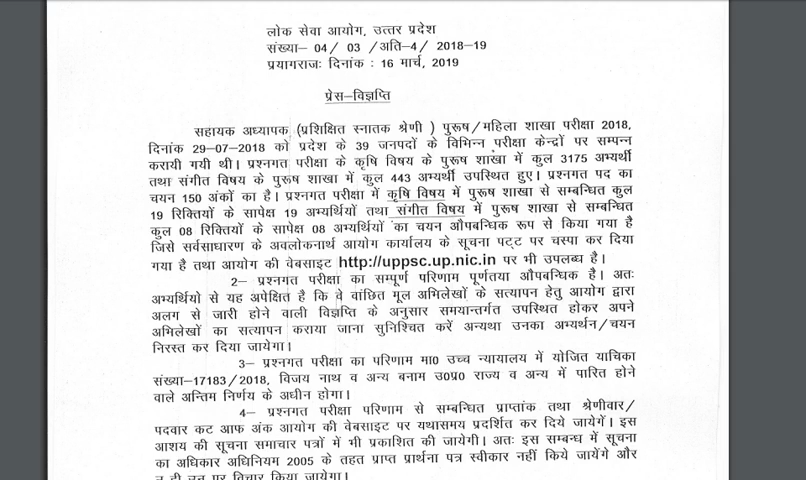 लोक सेवा आयोग, उत्तर प्रदेश
संख्या– 04/ 03 /अति–4/ 2018-19
प्रयागराजः दिनांक : 16 मार्च, 2019
प्रेस–विज्ञप्ति
सहायक अध्यापक (प्रशिक्षित स्नातक श्रेणी ) पुरूष/महिला शाखा परीक्षा 2018,
दिनांक 29-07-2018 को प्रदेश के 39 जनपदों के विभिन्न परीक्षा केन्द्रों पर सम्पन्न
करायी गयी थी। प्रश्नगत परीक्षा के कृषि विषय के पुरूष शाखा में कुल 3175 अभ्यर्थी
तथा संगीत विषय के पुरूष शाखा में कुल 443 अभ्यर्थी उपस्थित हुए। प्रश्नगत पद का
चयन 150 अंकों का है। प्रश्नगत परीक्षा में कृषि विषय में पुरूष शाखा से सम्बन्धित कुल
19 रिक्तियों के सापेक्ष 19 अभ्यर्थियों तथा संगीत विषय में पुरूष शाखा से सम्बन्धित
कुल 08 रिक्तियों के सापेक्ष 08 अभ्यर्थियों का चयन औपबन्धिक रूप से किया गया है
जिसे सर्वसाधारण के अवलोकनार्थ आयोग कार्यालय के सूचना पट्ट पर चस्पा कर दिया
गया है तथा आयोग की वेबसाइट http://uppsc.up.nic.in पर भी उपलब्ध है।
2– प्रश्नगत परीक्षा का सम्पूर्ण परिणाम पूर्णतया औपबन्धिक है। अतः
अभ्यर्थियो से यह अपेक्षित है कि वे वांछित मूल अभिलेखों के सत्यापन हेतु आयोग द्वारा
अलग से जारी होने वाली विज्ञप्ति के अनुसार समयान्तर्गत उपस्थित होकर अपने
अभिलेखों का सत्यापन कराया जाना सुनिश्चित करें अन्यथा उनका अभ्यर्थन/चयन
निरस्त कर दिया जायेगा।
3– प्रश्नगत परीक्षा का परिणाम मा0 उच्च न्यायालय में योजित याचिका
संख्या–17183/2018, विजय नाथ व अन्य बनाम उ0प्र0 राज्य व अन्य में पारित होने
वाले अन्तिम निर्णय के अधीन होगा।
4– प्रश्नगत परीक्षा परिणाम से सम्बन्धित प्राप्तांक तथा श्रेणीवार/
पदवार कट आफ अंक आयोग की वेबसाइट पर यथासमय प्रदर्शित कर दिये जायेगें। इस
आशय की सूचना समाचार पत्रों में भी प्रकाशित की जायेगी। अतः इस सम्बन्ध में सूचना
का अधिकार अधिनियम 2005 के तहत प्राप्त प्रार्थना पत्र स्वीकार नहीं किये जायेंगे और
न ही उन पर विचार किया जायेगा।